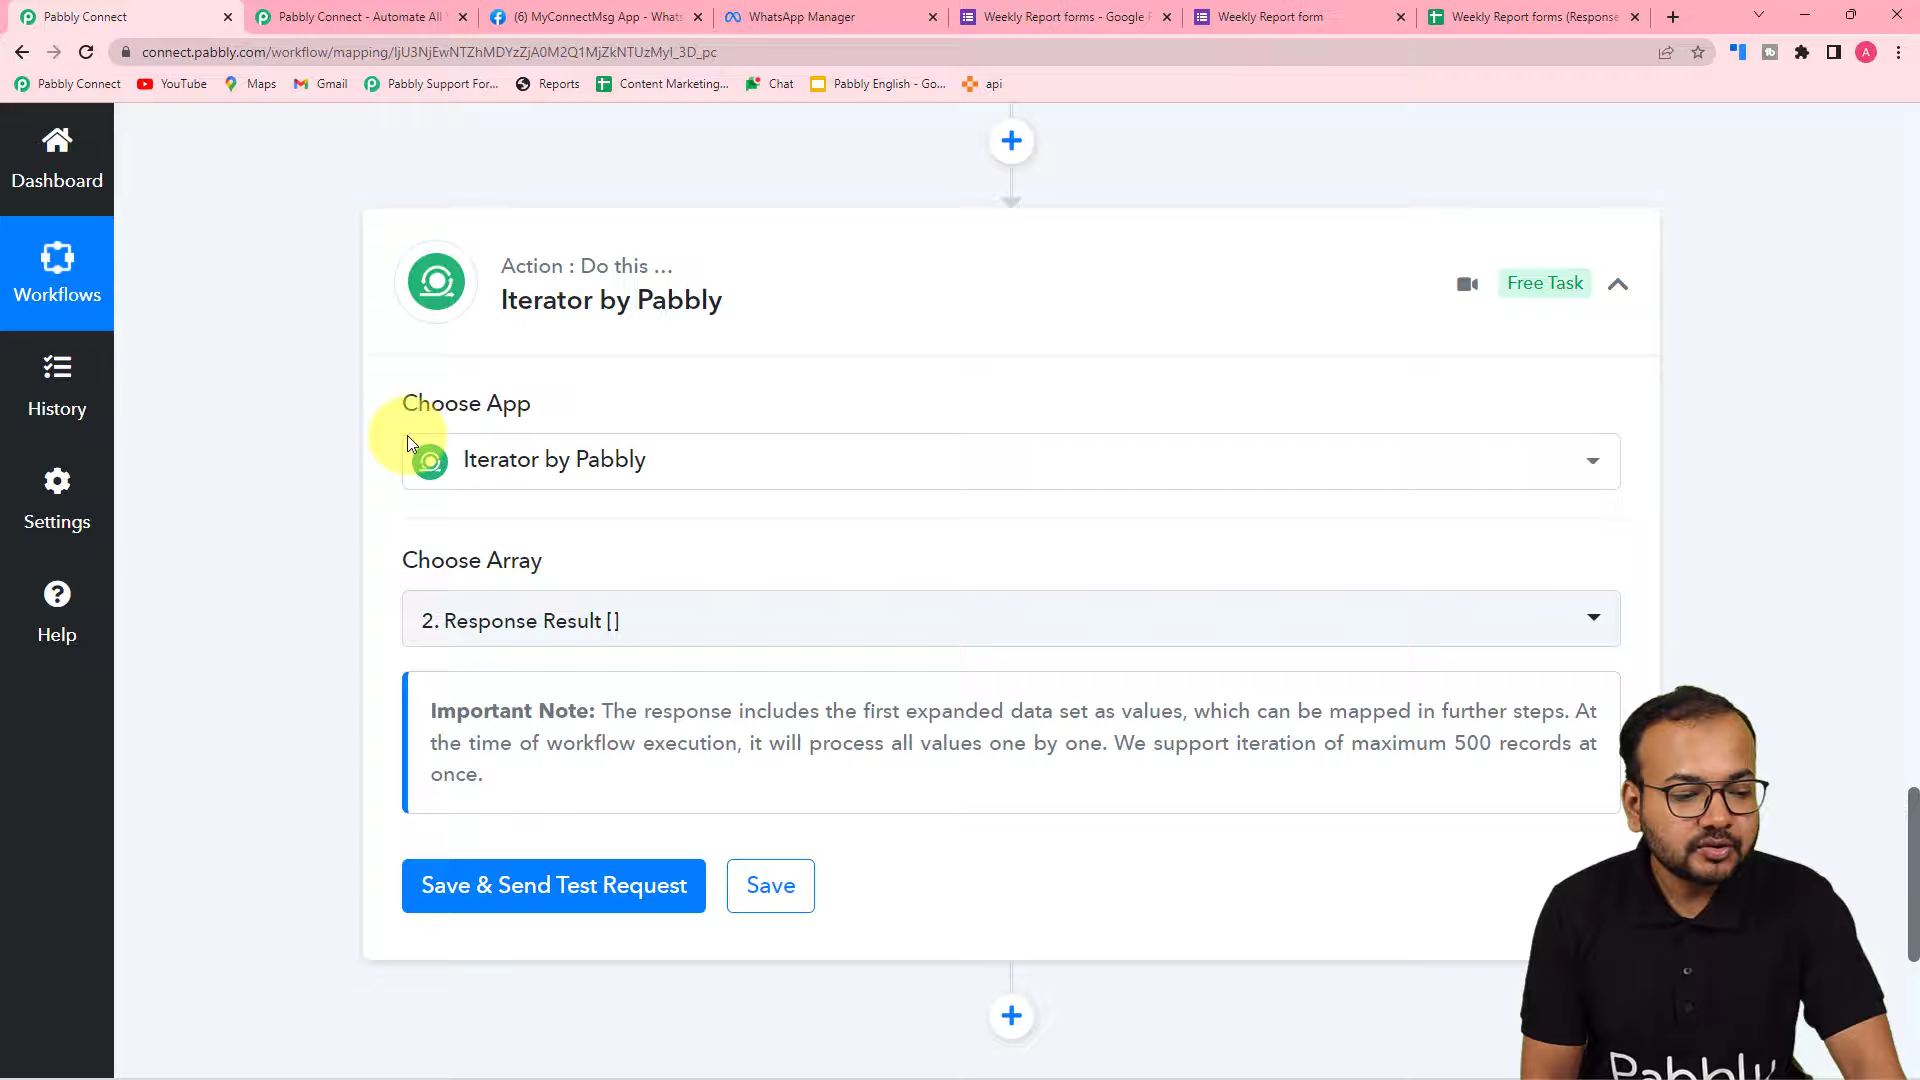 Pabbly Connect
Pabbly Connect - Automate All
(6) MyConnectMsg App - Whats
WhatsApp Manager
Weekly Report forms - Google F
Weekly Report form
Weekly Report forms (Response
connect.pabbly.com/workflow/mapping/IjU3NjEwNTZhMDYzZjA0M2Q1MjZkNTUzMyI_3D_pc
A
Pabbly Connect
YouTube
Maps
Gmail
Pabbly Support For...
Reports
Content Marketing...
Chat
Pabbly English - Go...
api
Dashboard
Workflows
History
Settings
Help
Action : Do this ...
Iterator by Pabbly
Free Task
Choose App
Iterator by Pabbly
Choose Array
2. Response Result []
Important Note: The response includes the first expanded data set as values, which can be mapped in further steps. At
the time of workflow execution, it will process all values one by one. We support iteration of maximum 500 records at
once.
Save & Send Test Request
Save
Pabbly